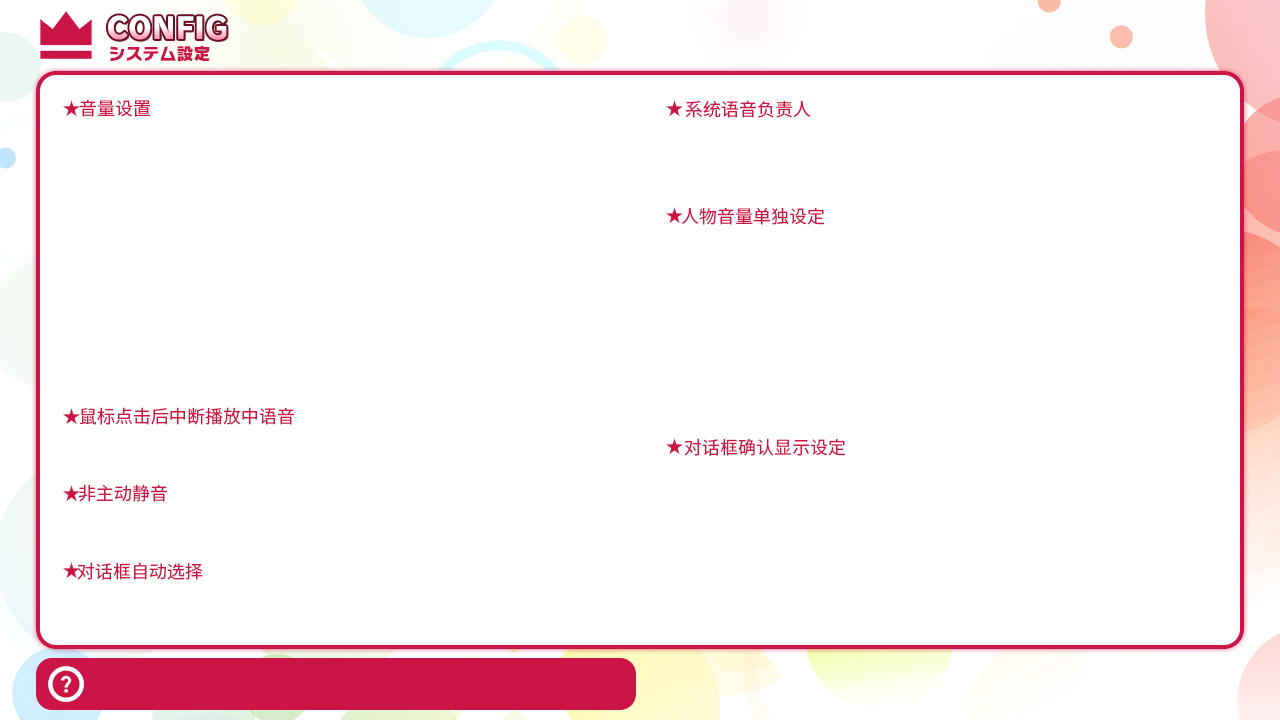 CONFIG
システム設定
★音量设置
★鼠标点击后中断播放中语音
★非主动静音
★对话框自动选择
★系统语音负责人
★人物音量单独设定
★对话框确认显示设定
?